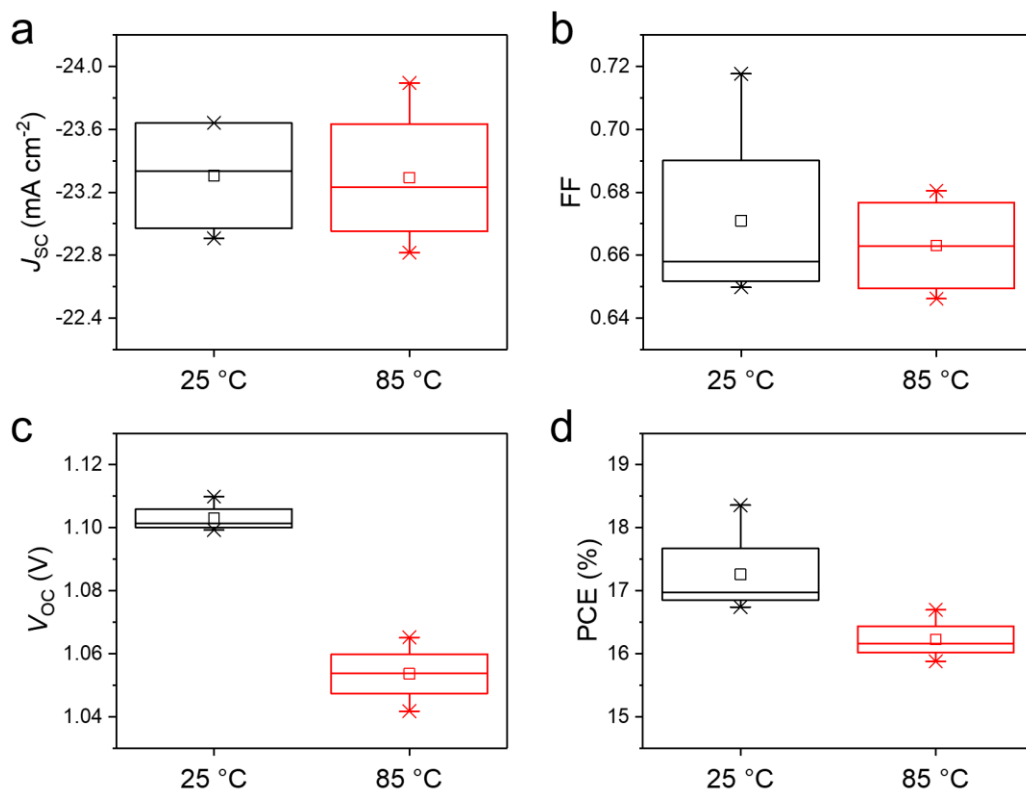 a
J_SC (mA cm⁻²)
-24.0
-23.6
-23.2
-22.8
-22.4
25 °C
85 °C
b
FF
0.72
0.70
0.68
0.66
0.64
25 °C
85 °C
c
V_OC (V)
1.12
1.10
1.08
1.06
1.04
25 °C
85 °C
d
PCE (%)
19
18
17
16
15
25 °C
85 °C